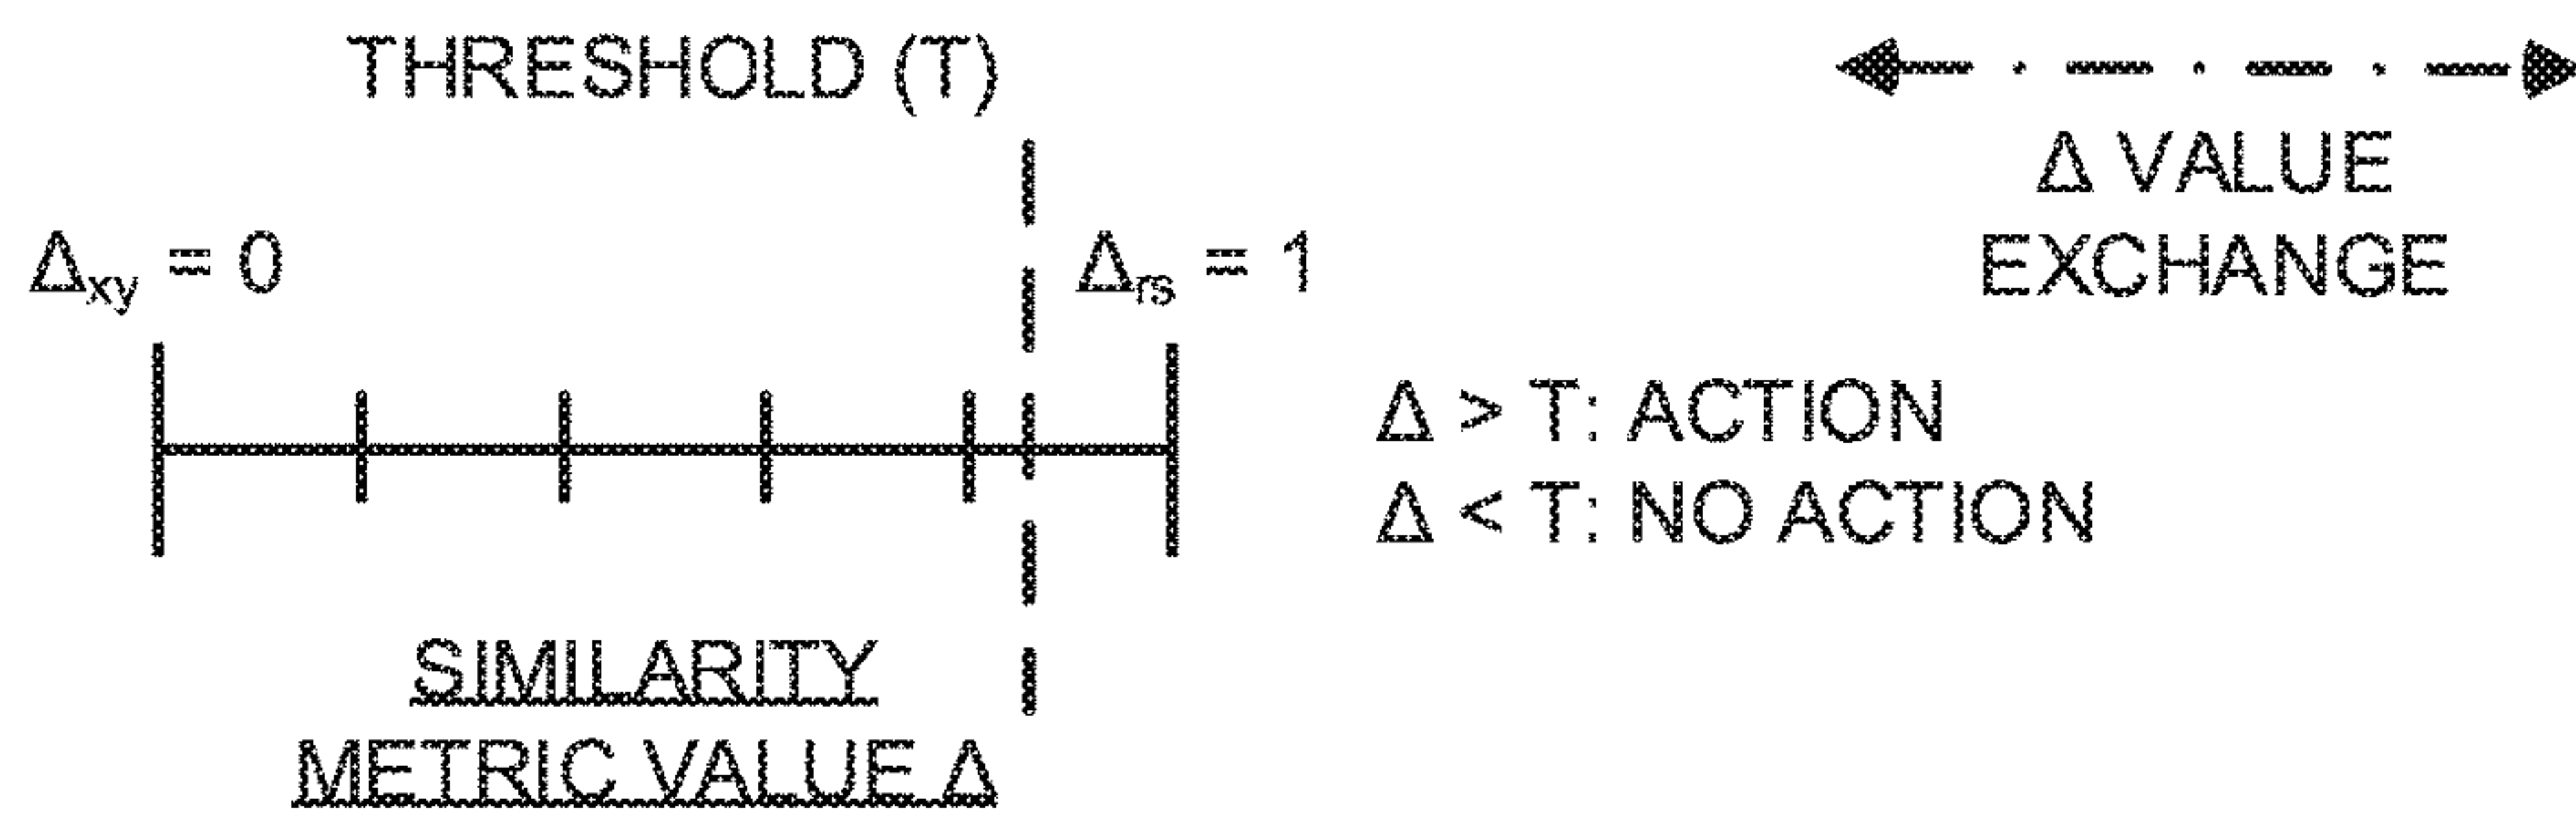 THRESHOLD (T)
Δ VALUE
EXCHANGE
Δxy = 0
Δrs = 1
Δ > T: ACTION
Δ < T: NO ACTION
SIMILARITY
METRIC VALUE Δ